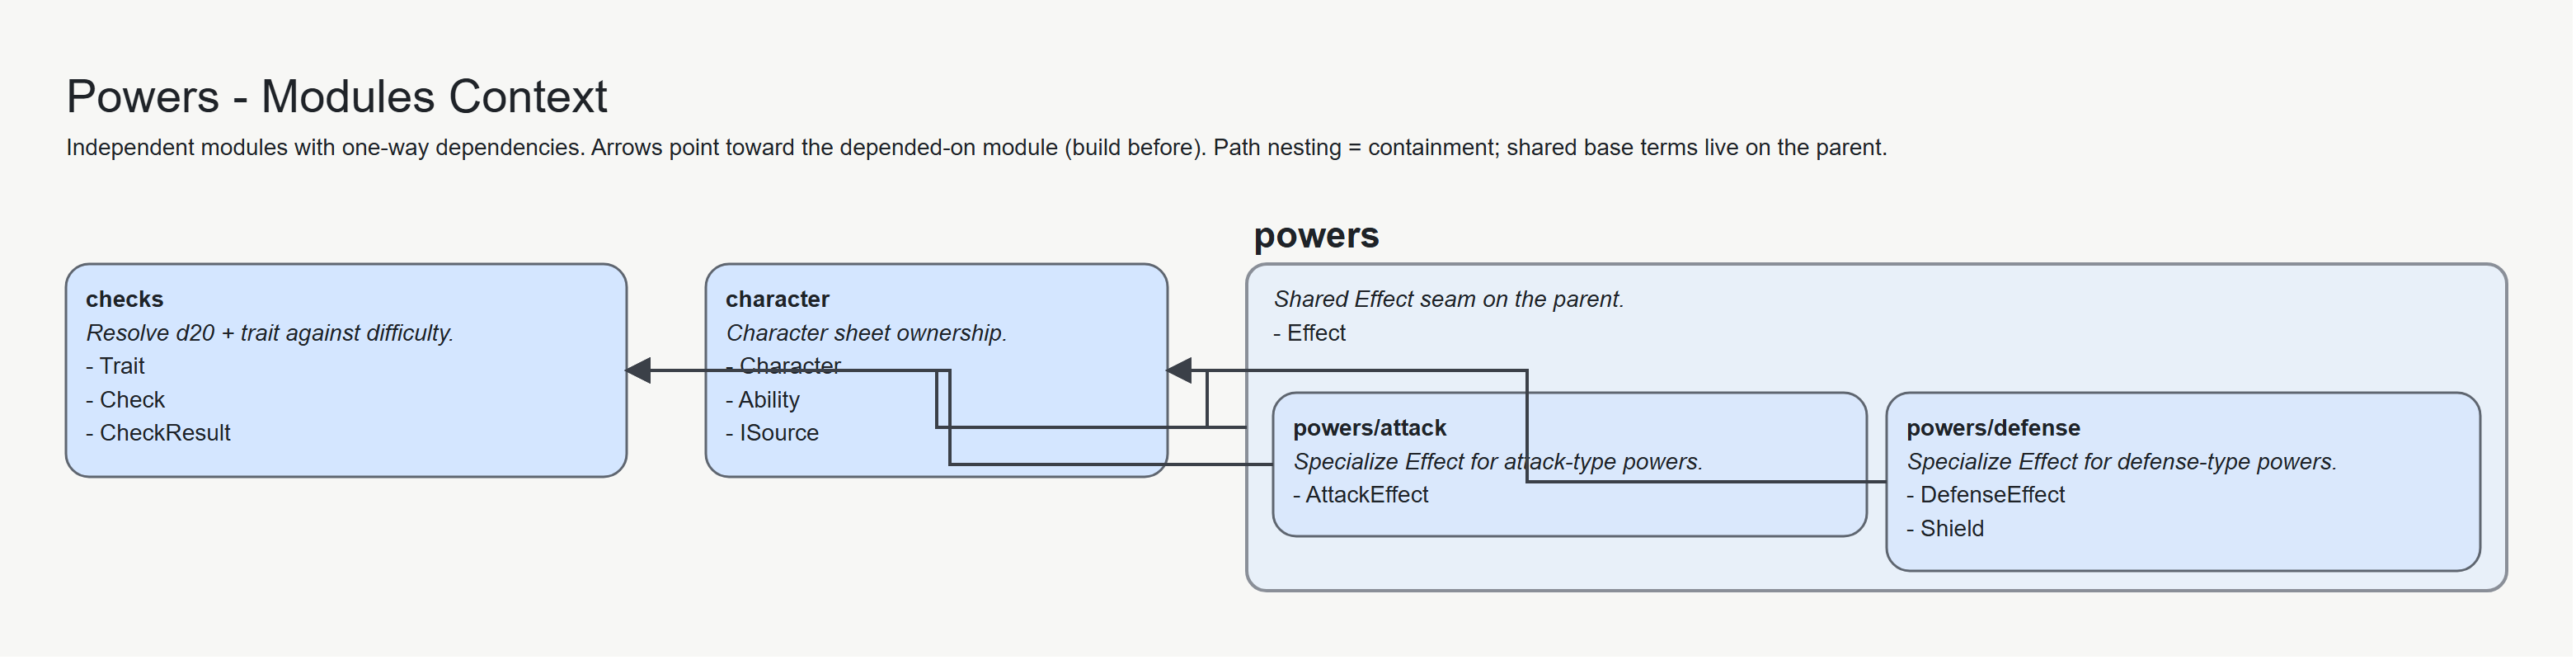 Powers - Modules Context
Independent modules with one-way dependencies. Arrows point toward the depended-on module (build before). Path nesting = containment; shared base terms live on the parent.
checks
Resolve d20 + trait against difficulty.
- Trait
- Check
- CheckResult
character
Character sheet ownership.
- Character
- Ability
- ISource
powers
Shared Effect seam on the parent.
- Effect
powers/attack
Specialize Effect for attack-type powers.
- AttackEffect
powers/defense
Specialize Effect for defense-type powers.
- DefenseEffect
- Shield